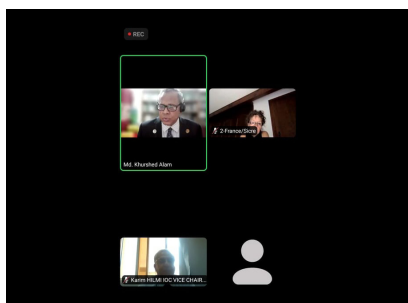 REC
Md. Khurshed Alam
2-France/Sicre
Karim HILMI IOC VICE CHAIR...